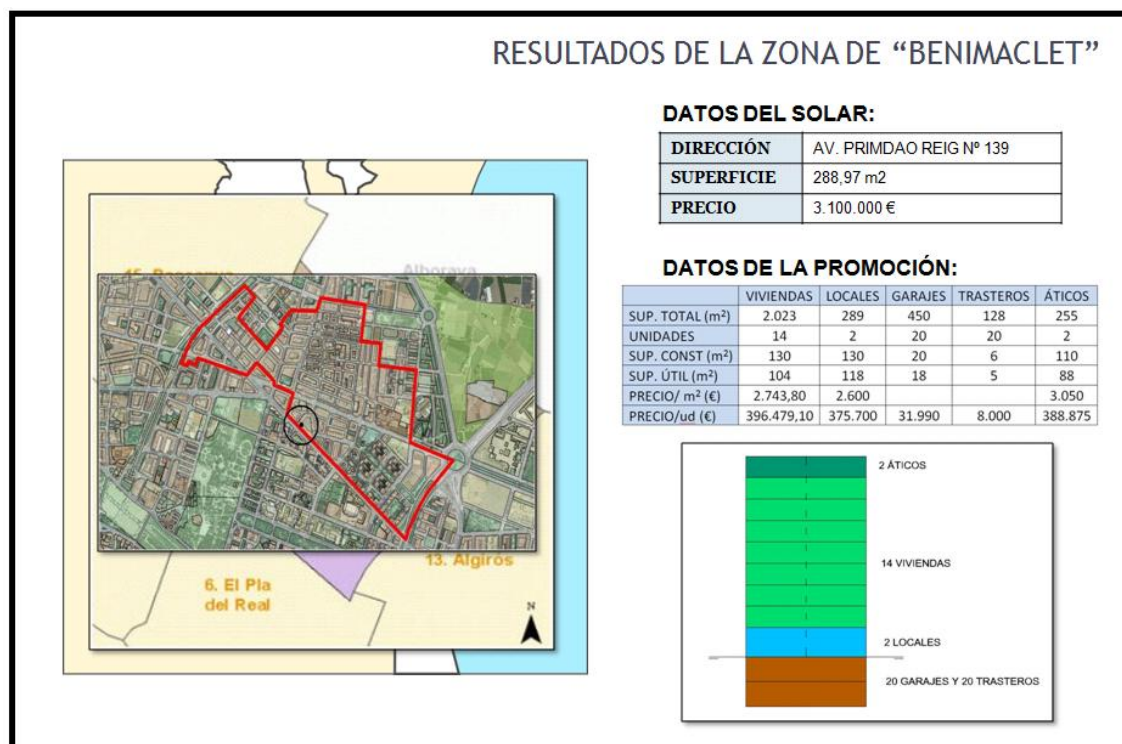 RESULTADOS DE LA ZONA DE “BENIMACLET”
DATOS DEL SOLAR:
DIRECCIÓN AV. PRIMDAO REIG Nº 139
SUPERFICIE 288,97 m2
PRECIO 3.100.000 €
DATOS DE LA PROMOCIÓN:
VIVIENDAS LOCALES GARAJES TRASTEROS ÁTICOS
SUP. TOTAL (m²) 2.023 289 450 128 255
UNIDADES 14 2 20 20 2
SUP. CONST (m²) 130 130 20 6 110
SUP. ÚTIL (m²) 104 118 18 5 88
PRECIO/ m² (€) 2.743,80 2.600 3.050
PRECIO/ud (€) 396.479,10 375.700 31.990 8.000 388.875
Alboraya
13. Algirós
6. El Pla
del Real
N
2 ÁTICOS
14 VIVIENDAS
2 LOCALES
20 GARAJES Y 20 TRASTEROS